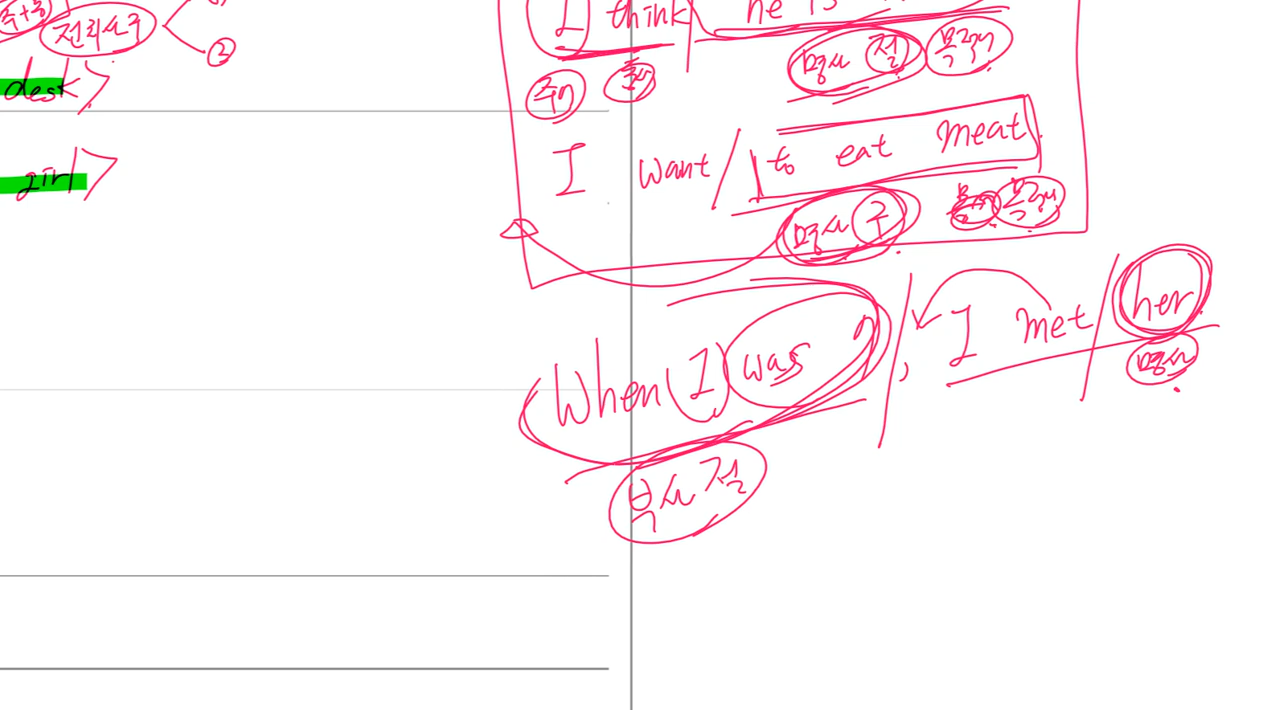 주+동
전치사구
②
desk
girl
I think he is
명사 절 목적어
주어 동사
I want / to eat meat
명사 구 목적어
When I was , I met / her
명사
부사절